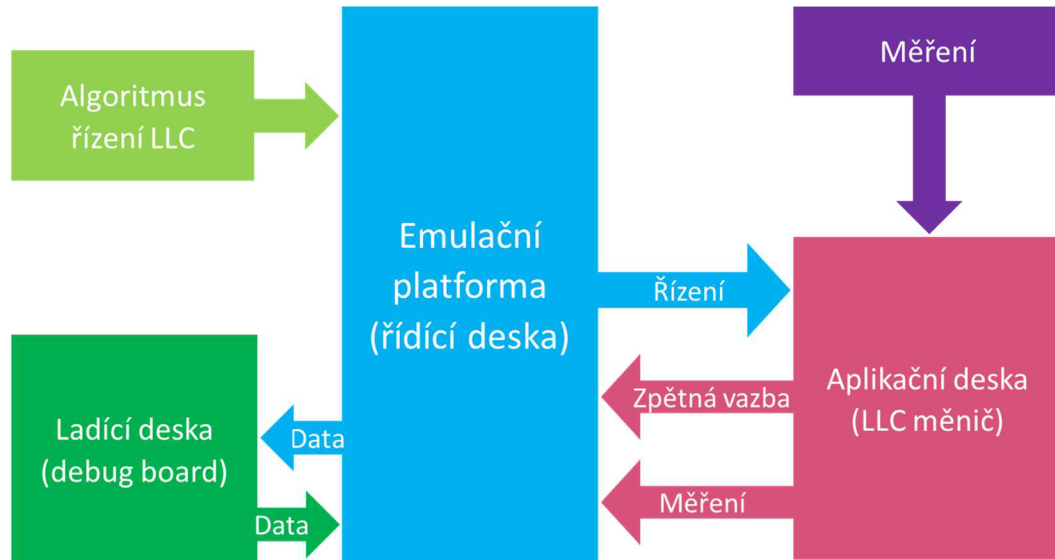 Algoritmus
řízení LLC
Emulační
platforma
(řídící deska)
Měření
Řízení
Zpětná vazba
Měření
Aplikační deska
(LLC měnič)
Ladící deska
(debug board)
Data
Data